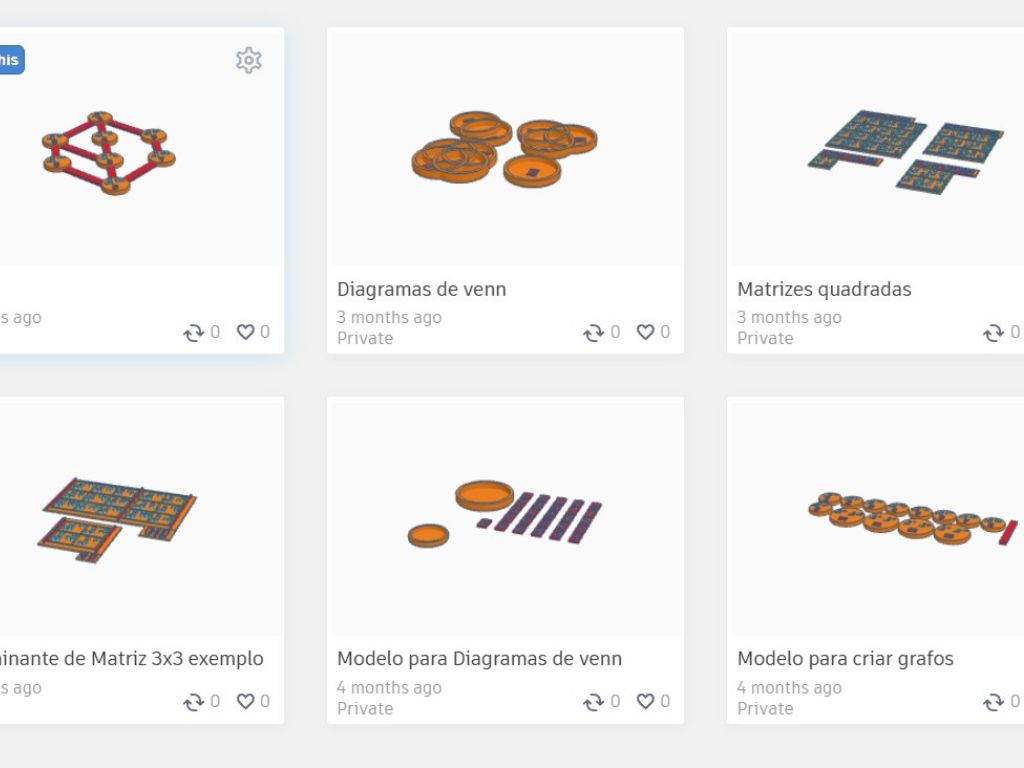 his
s ago
0 0
Diagramas de venn
3 months ago
Private
0 0
Matrizes quadradas
3 months ago
Private
0
inante de Matriz 3x3 exemplo
s ago
0 0
Modelo para Diagramas de venn
4 months ago
Private
0 0
Modelo para criar grafos
4 months ago
Private
0